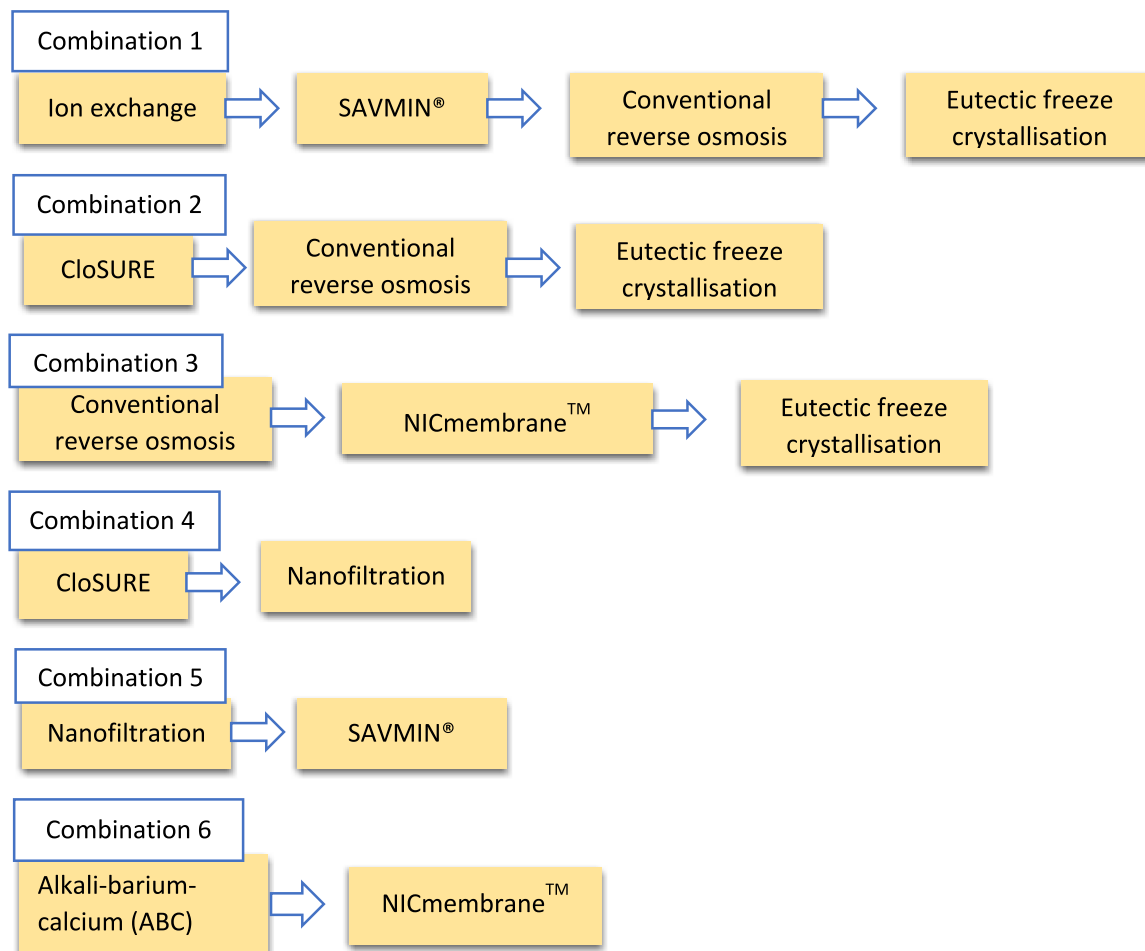 Combination 1
Ion exchange
SAVMIN®
Conventional
reverse osmosis
Eutectic freeze
crystallisation
Combination 2
CloSURE
Conventional
reverse osmosis
Eutectic freeze
crystallisation
Combination 3
Conventional
reverse osmosis
NICmembrane™
Eutectic freeze
crystallisation
Combination 4
CloSURE
Nanofiltration
Combination 5
Nanofiltration
SAVMIN®
Combination 6
Alkali-barium-
calcium (ABC)
NICmembrane™